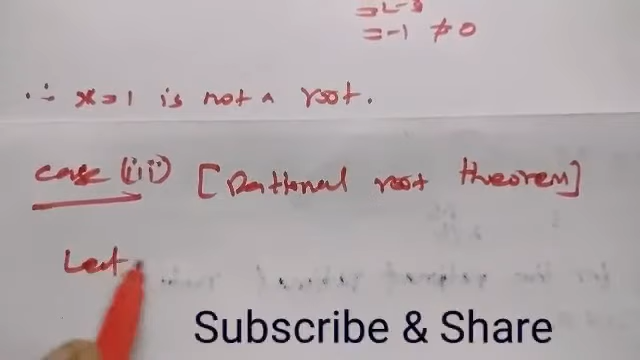 = -1 ≠ 0
∴ x=1 is not a root.
case (iii) [Rational root theorem]
Let
Subscribe & Share